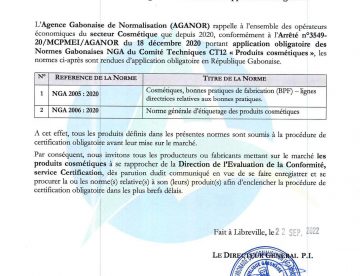 L'Agence Gabonaise de Normalisation (AGANOR) rappelle à l'ensemble des opérateurs
économiques du secteur Cosmétique que depuis 2020, conformément à l'Arrêté n°3549-
20/MCPMEI/AGANOR du 18 décembre 2020 portant application obligatoire des
Normes Gabonaises NGA du Comité Techniques CT12 « Produits cosmétiques », les
normes ci-après sont rendues d'application obligatoire en République Gabonaise.
N° REFERENCE DE LA NORME TITRE DE LA NORME
1 NGA 2005 : 2020 Cosmétiques, bonnes pratiques de fabrication (BPF) – lignes
directrices relatives aux bonnes pratiques.
2 NGA 2006 : 2020 Norme générale d'étiquetage des produits cosmétiques
A cet effet, tous les produits définis dans les présentes normes sont soumis à la procédure de
certification obligatoire avant leur mise sur le marché.
Par conséquent, nous invitons tous les producteurs ou fabricants mettant sur le marché les
produits cosmétiques à se rapprocher de la Direction de l'Evaluation de la Conformité,
service Certification, dès parution dudit communiqué en vue de se faire enregistrer et se
procurer la ou les norme(s) relative(s) à son (leurs) produit(s) afin d'enclencher la procédure de
certification obligatoire dans les plus brefs délais.
Fait à Libreville, le 22 SEP. 2022
LE DIRECTEUR GENERAL P.I.